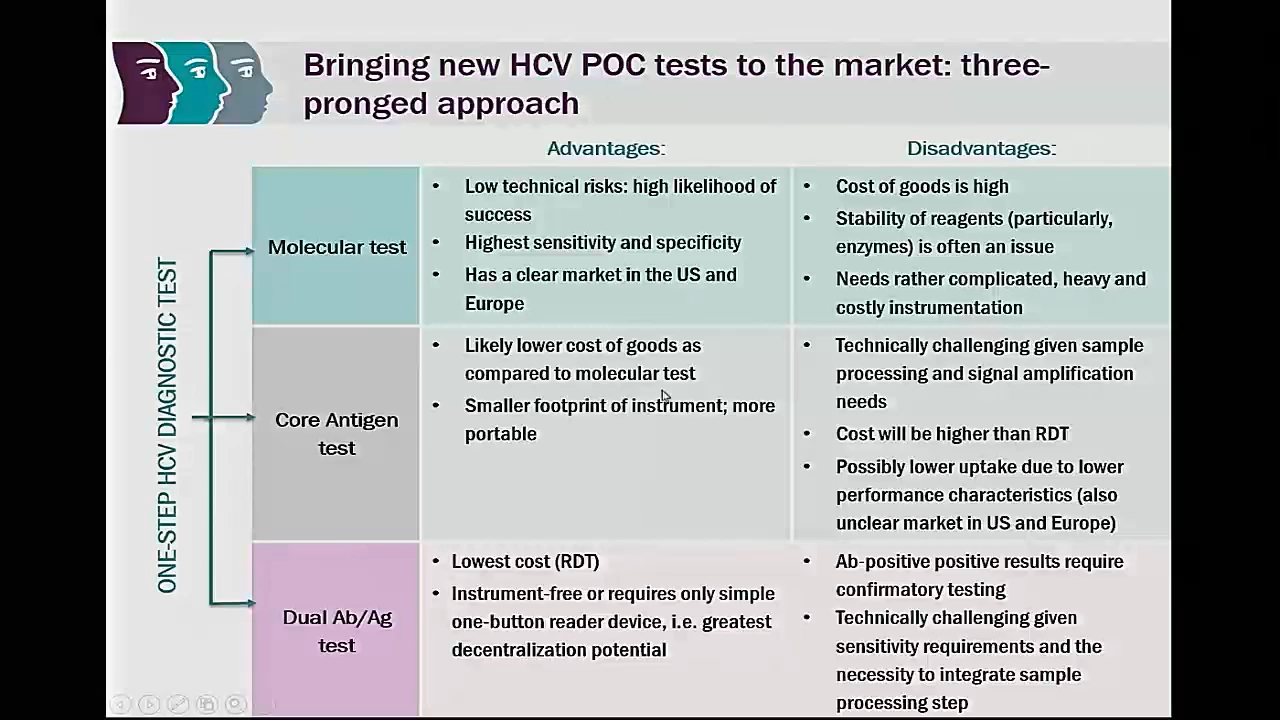 Bringing new HCV POC tests to the market: three-
pronged approach
Advantages:
Disadvantages:
ONE-STEP HCV DIAGNOSTIC TEST
Molecular test
• Low technical risks: high likelihood of
success
• Highest sensitivity and specificity
• Has a clear market in the US and
Europe
• Cost of goods is high
• Stability of reagents (particularly,
enzymes) is often an issue
• Needs rather complicated, heavy and
costly instrumentation
Core Antigen
test
• Likely lower cost of goods as
compared to molecular test
• Smaller footprint of instrument; more
portable
• Technically challenging given sample
processing and signal amplification
needs
• Cost will be higher than RDT
• Possibly lower uptake due to lower
performance characteristics (also
unclear market in US and Europe)
Dual Ab/Ag
test
• Lowest cost (RDT)
• Instrument-free or requires only simple
one-button reader device, i.e. greatest
decentralization potential
• Ab-positive positive results require
confirmatory testing
• Technically challenging given
sensitivity requirements and the
necessity to integrate sample
processing step